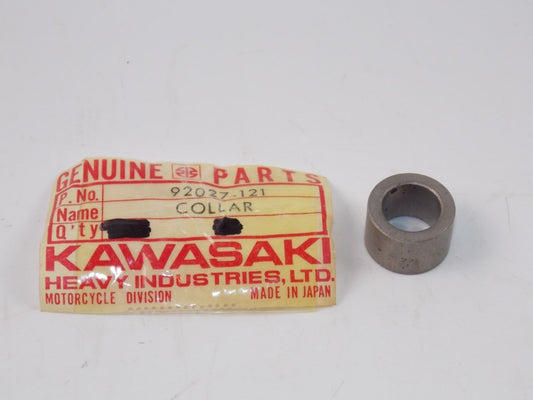 GENUINE PARTS
P. No. 92027-121
Name COLLAR
Q'ty
KAWASAKI
HEAVY INDUSTRIES, LTD.
MOTORCYCLE DIVISION MADE IN JAPAN